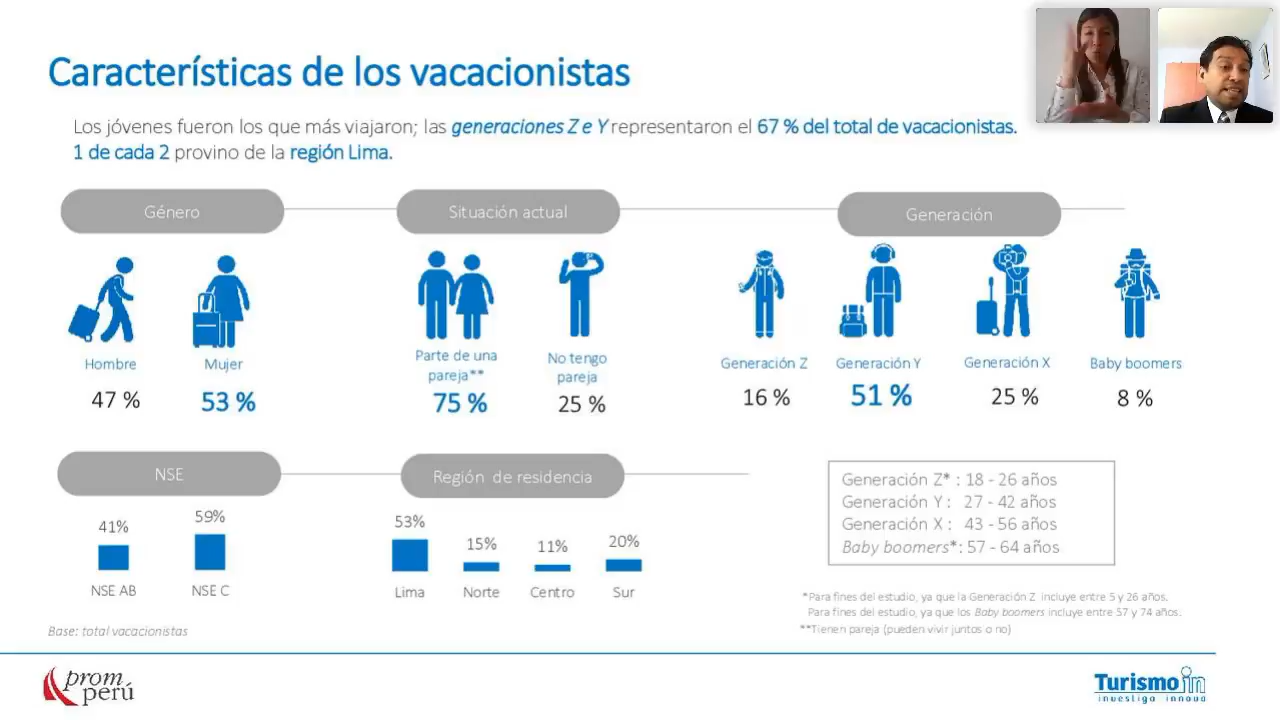 Características de los vacacionistas
Los jóvenes fueron los que más viajaron; las generaciones Z e Y representaron el 67 % del total de vacacionistas.
1 de cada 2 provino de la región Lima.
Género
Situación actual
Generación
Hombre
47 %
Mujer
53 %
Parte de una
pareja**
75 %
No tengo
pareja
25 %
Generación Z
16 %
Generación Y
51 %
Generación X
25 %
Baby boomers
8 %
NSE
41%
NSE AB
59%
NSE C
Región de residencia
53%
Lima
15%
Norte
11%
Centro
20%
Sur
Generación Z* : 18 - 26 años
Generación Y : 27 - 42 años
Generación X : 43 - 56 años
Baby boomers*: 57 - 64 años
*Para fines del estudio, ya que la Generación Z incluye entre 5 y 26 años.
Para fines del estudio, ya que los Baby boomers incluye entre 57 y 74 años.
**Tienen pareja (pueden vivir juntos o no)
Base: total vacacionistas
prom
perú
Turismo in
investiga innova